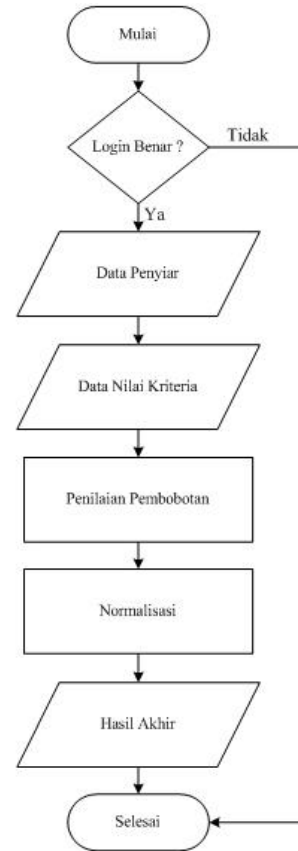 Mulai
Login Benar ?
Tidak
Ya
Data Penyiar
Data Nilai Kriteria
Penilaian Pembobotan
Normalisasi
Hasil Akhir
Selesai